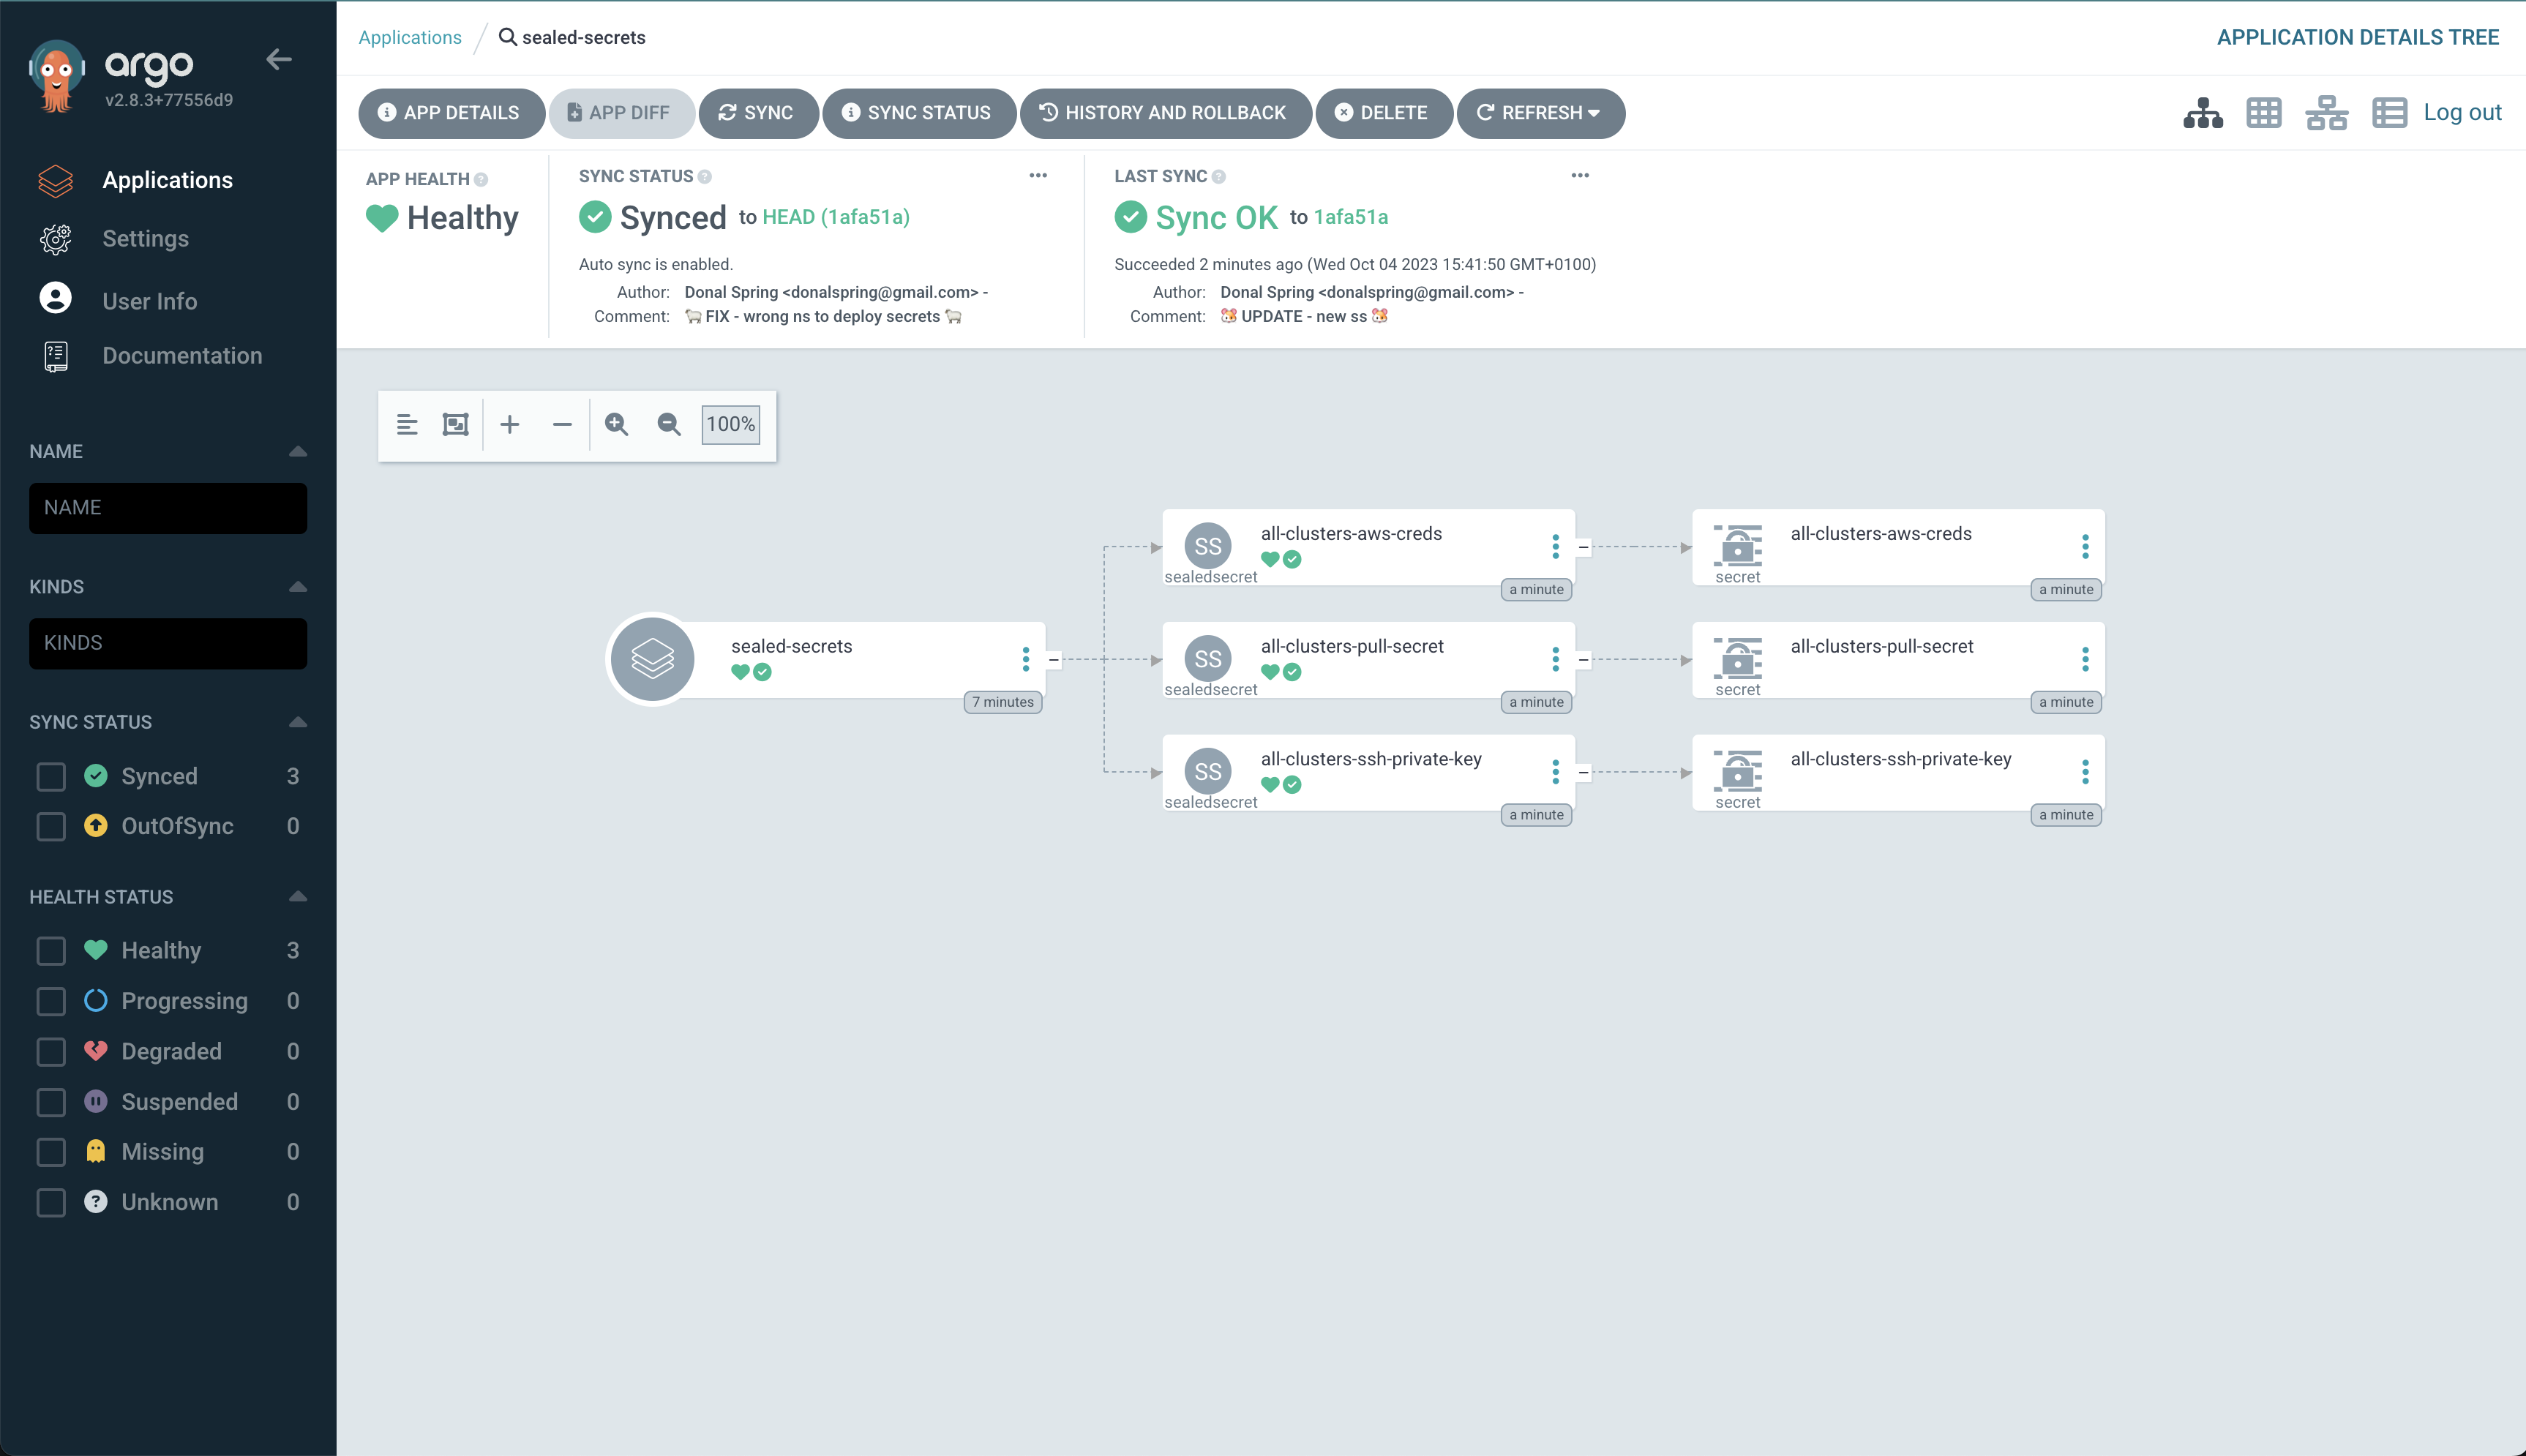 argo
v2.8.3+77556d9
Applications
Settings
User Info
Documentation
NAME
NAME
KINDS
KINDS
SYNC STATUS
Synced 3
OutOfSync 0
HEALTH STATUS
Healthy 3
Progressing 0
Degraded 0
Suspended 0
Missing 0
Unknown 0
Applications / sealed-secrets
APPLICATION DETAILS TREE
APP DETAILS APP DIFF SYNC SYNC STATUS HISTORY AND ROLLBACK DELETE REFRESH
Log out
APP HEALTH
Healthy
SYNC STATUS
Synced to HEAD (1afa51a)
Auto sync is enabled.
Author: Donal Spring <donalspring@gmail.com> -
Comment: 🐑 FIX - wrong ns to deploy secrets 🐑
LAST SYNC
Sync OK to 1afa51a
Succeeded 2 minutes ago (Wed Oct 04 2023 15:41:50 GMT+0100)
Author: Donal Spring <donalspring@gmail.com> -
Comment: 🐹 UPDATE - new ss 🐹
100%
sealed-secrets
7 minutes
SS
sealedsecret
all-clusters-aws-creds
a minute
secret
all-clusters-aws-creds
a minute
SS
sealedsecret
all-clusters-pull-secret
a minute
secret
all-clusters-pull-secret
a minute
SS
sealedsecret
all-clusters-ssh-private-key
a minute
secret
all-clusters-ssh-private-key
a minute